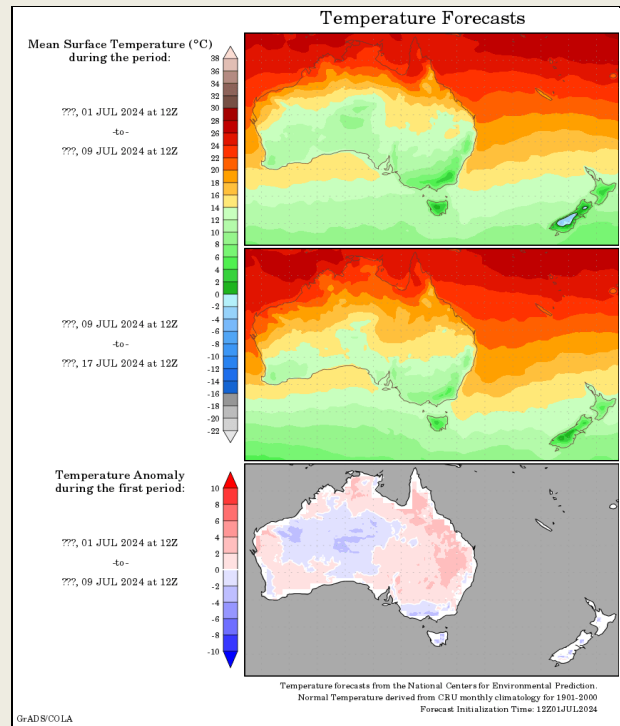 Temperature Forecasts
Mean Surface Temperature (°C)
during the period:
???, 01 JUL 2024 at 12Z
-to-
???, 09 JUL 2024 at 12Z
38
36
34
32
30
28
26
24
22
20
18
16
14
12
10
8
6
4
2
0
-2
-4
-6
-8
-10
-12
-14
-16
-18
-20
-22
???, 09 JUL 2024 at 12Z
-to-
???, 17 JUL 2024 at 12Z
Temperature Anomaly
during the first period:
???, 01 JUL 2024 at 12Z
-to-
???, 09 JUL 2024 at 12Z
10
8
6
4
2
0
-2
-4
-6
-8
-10
Temperature forecasts from the National Centers for Environmental Prediction.
Normal Temperature derived from CRU monthly climatology for 1901-2000
Forecast Initialization Time: 12Z01JUL2024
GrADS/COLA